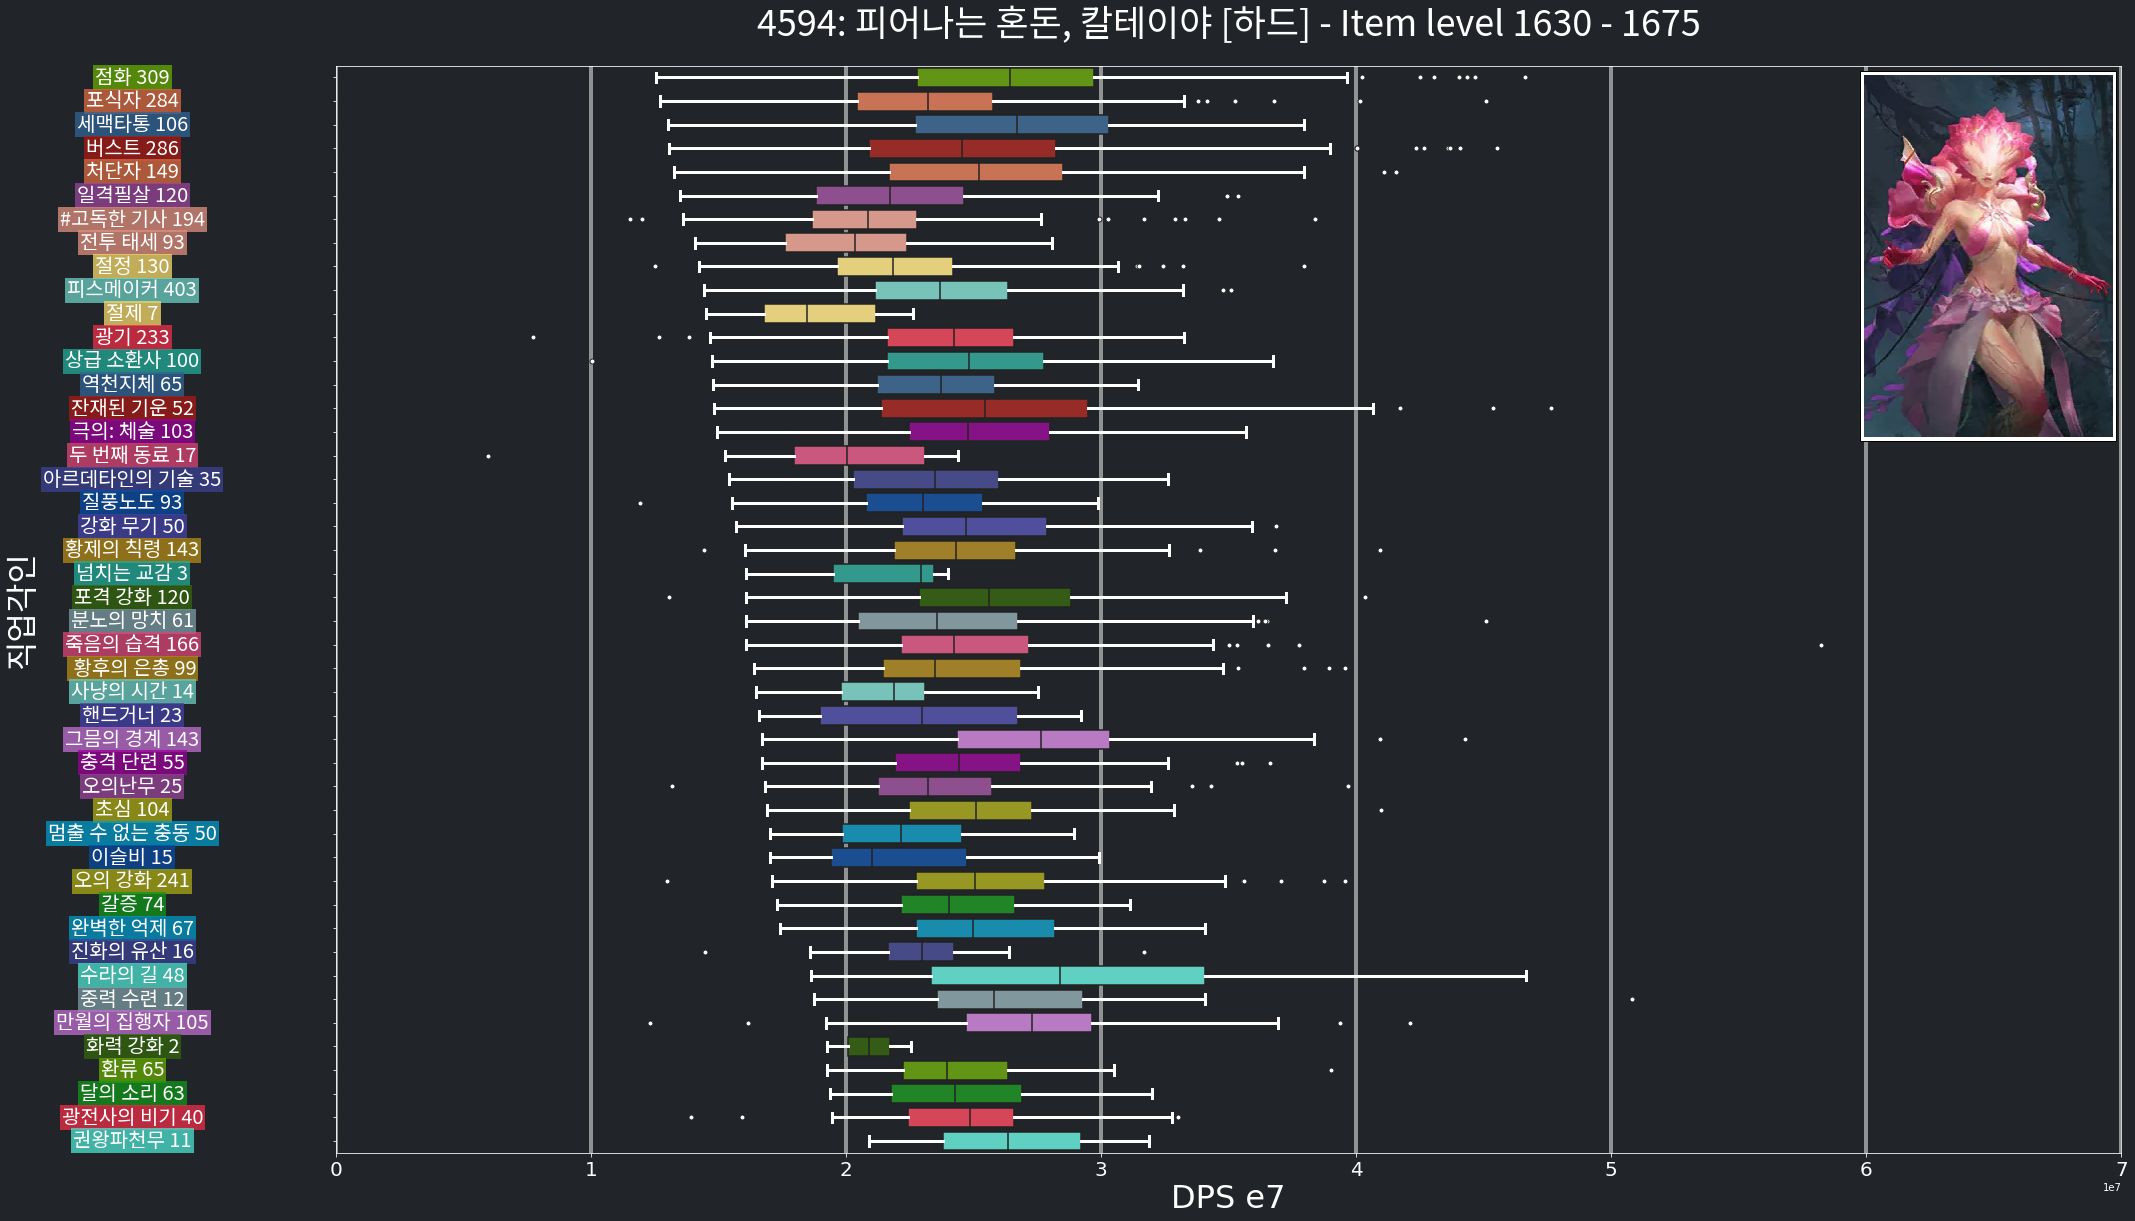 4594: 피어나는 혼돈, 칼테이야 [하드] - Item level 1630 - 1675
직업각인
점화 309
포식자 284
세맥타통 106
버스트 286
처단자 149
일격필살 120
#고독한 기사 194
전투 태세 93
절정 130
피스메이커 403
절제 7
광기 233
상급 소환사 100
역천지체 65
잔재된 기운 52
극의: 체술 103
두 번째 동료 17
아르데타인의 기술 35
질풍노도 93
강화 무기 50
황제의 칙령 143
넘치는 교감 3
포격 강화 120
분노의 망치 61
죽음의 습격 166
황후의 은총 99
사냥의 시간 14
핸드거너 23
그믐의 경계 143
충격 단련 55
오의난무 25
초심 104
멈출 수 없는 충동 50
이슬비 15
오의 강화 241
갈증 74
완벽한 억제 67
진화의 유산 16
수라의 길 48
중력 수련 12
만월의 집행자 105
화력 강화 2
환류 65
달의 소리 63
광전사의 비기 40
권왕파천무 11
0 1 2 3 4 5 6 7
1e7
DPS e7